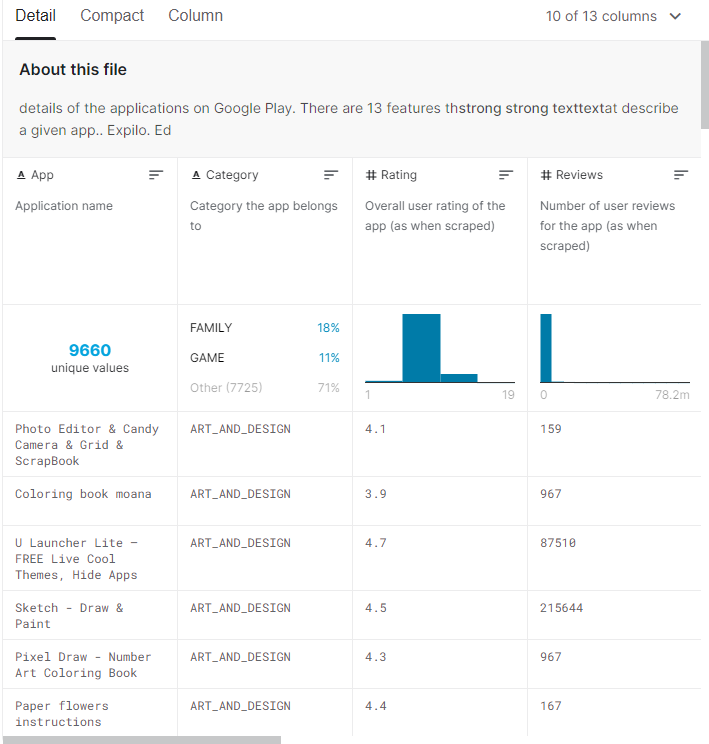 Detail Compact Column 10 of 13 columns
About this file
details of the applications on Google Play. There are 13 features thstrong strong texttextat describe
a given app.. Expilo. Ed
A App
Application name
A Category
Category the app belongs
to
# Rating
Overall user rating of the
app (as when scraped)
# Reviews
Number of user reviews
for the app (as when
scraped)
9660
unique values
FAMILY 18%
GAME 11%
Other (7725) 71%
1 19
0 78.2m
Photo Editor & Candy
Camera & Grid &
ScrapBook
ART_AND_DESIGN
4.1
159
Coloring book moana
ART_AND_DESIGN
3.9
967
U Launcher Lite –
FREE Live Cool
Themes, Hide Apps
ART_AND_DESIGN
4.7
87510
Sketch - Draw &
Paint
ART_AND_DESIGN
4.5
215644
Pixel Draw - Number
Art Coloring Book
ART_AND_DESIGN
4.3
967
Paper flowers
instructions
ART_AND_DESIGN
4.4
167